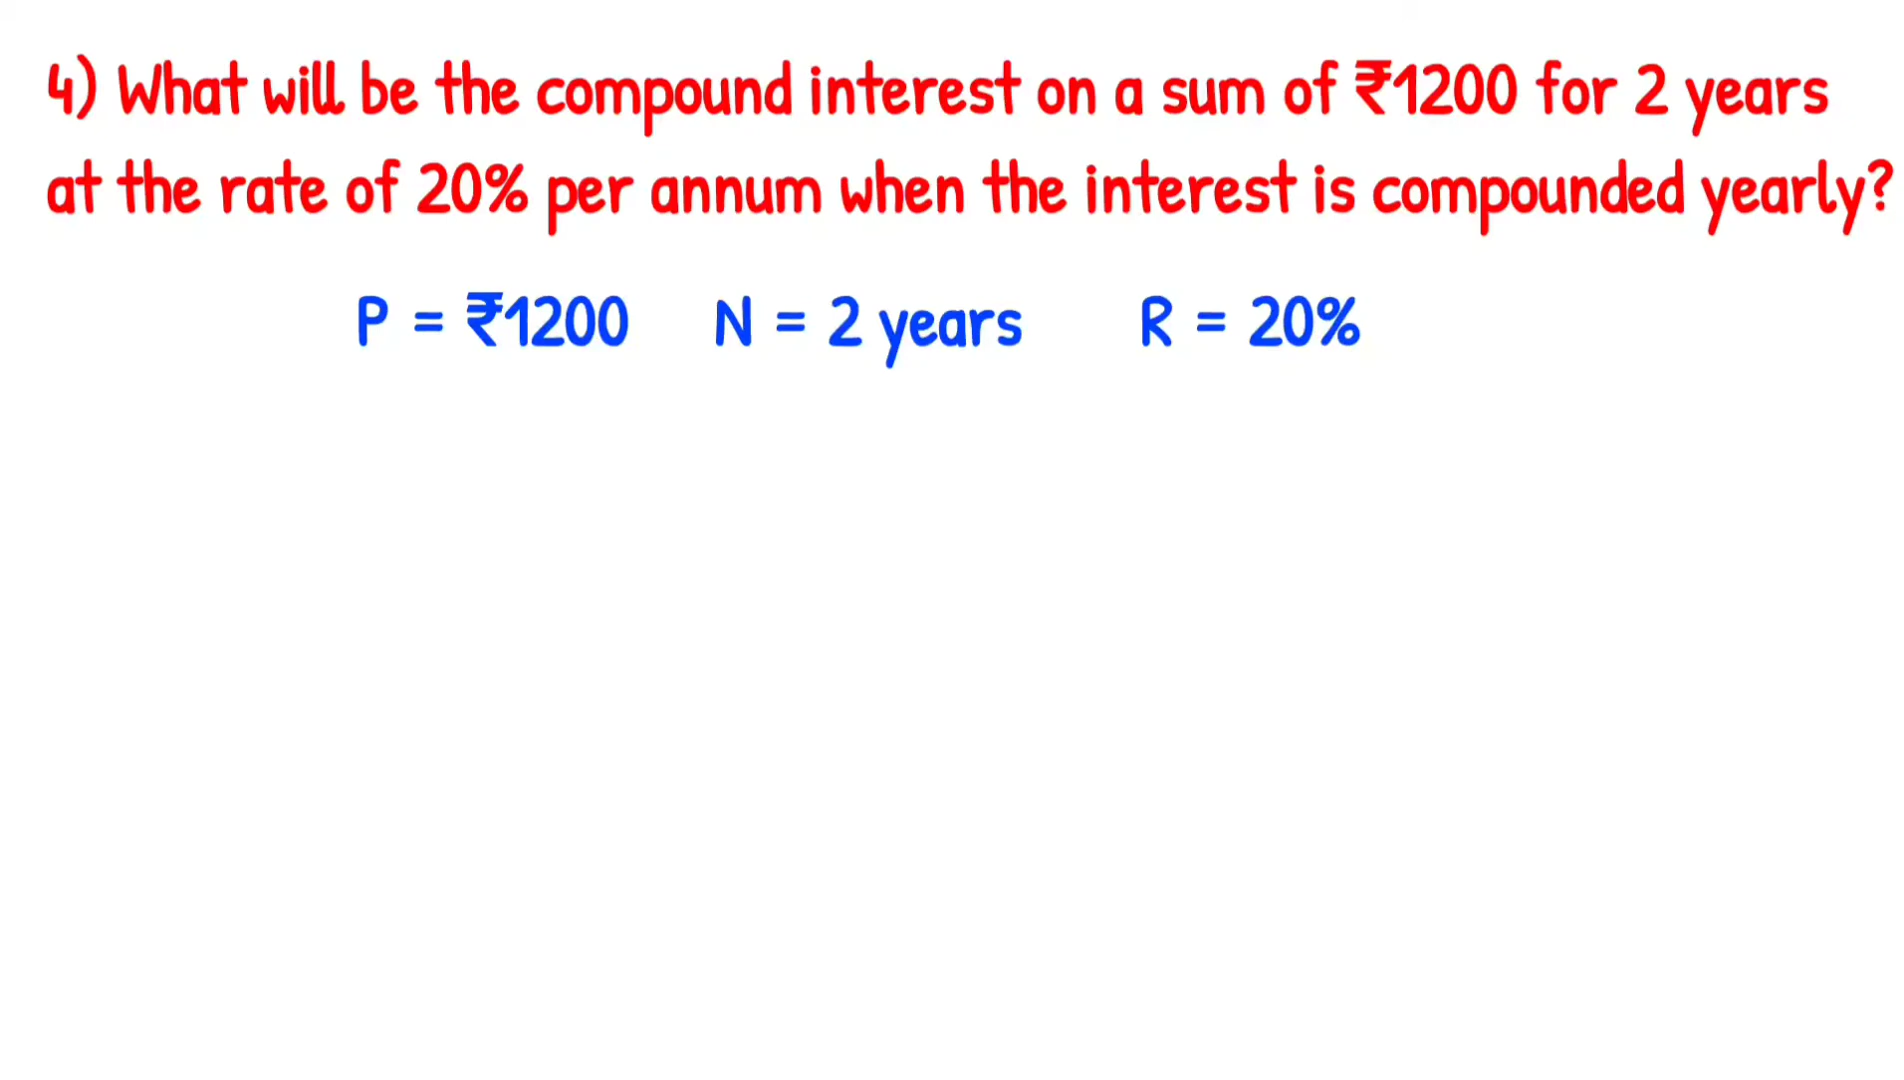 4) What will be the compound interest on a sum of ₹1200 for 2 years
at the rate of 20% per annum when the interest is compounded yearly?
P = ₹1200 N = 2 years R = 20%